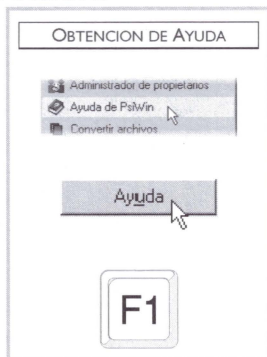 OBTENCION DE AYUDA
Administrador de propietarios
Ayuda de PsiWin
Convertir archivos
Ayuda
F1